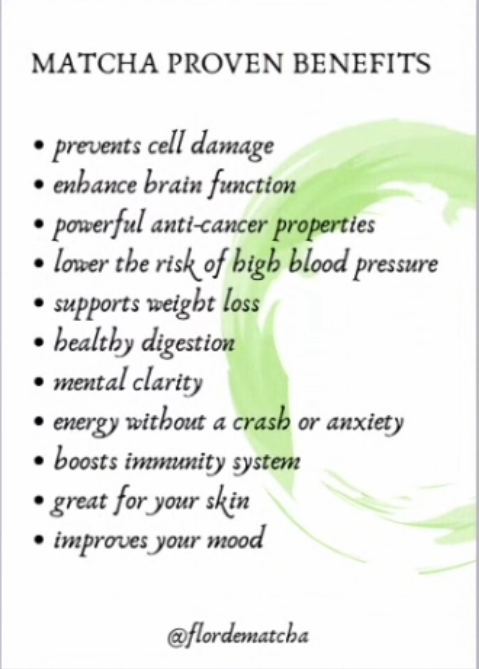 MATCHA PROVEN BENEFITS
• prevents cell damage
• enhance brain function
• powerful anti-cancer properties
• lower the risk of high blood pressure
• supports weight loss
• healthy digestion
• mental clarity
• energy without a crash or anxiety
• boosts immunity system
• great for your skin
• improves your mood
@flordematcha